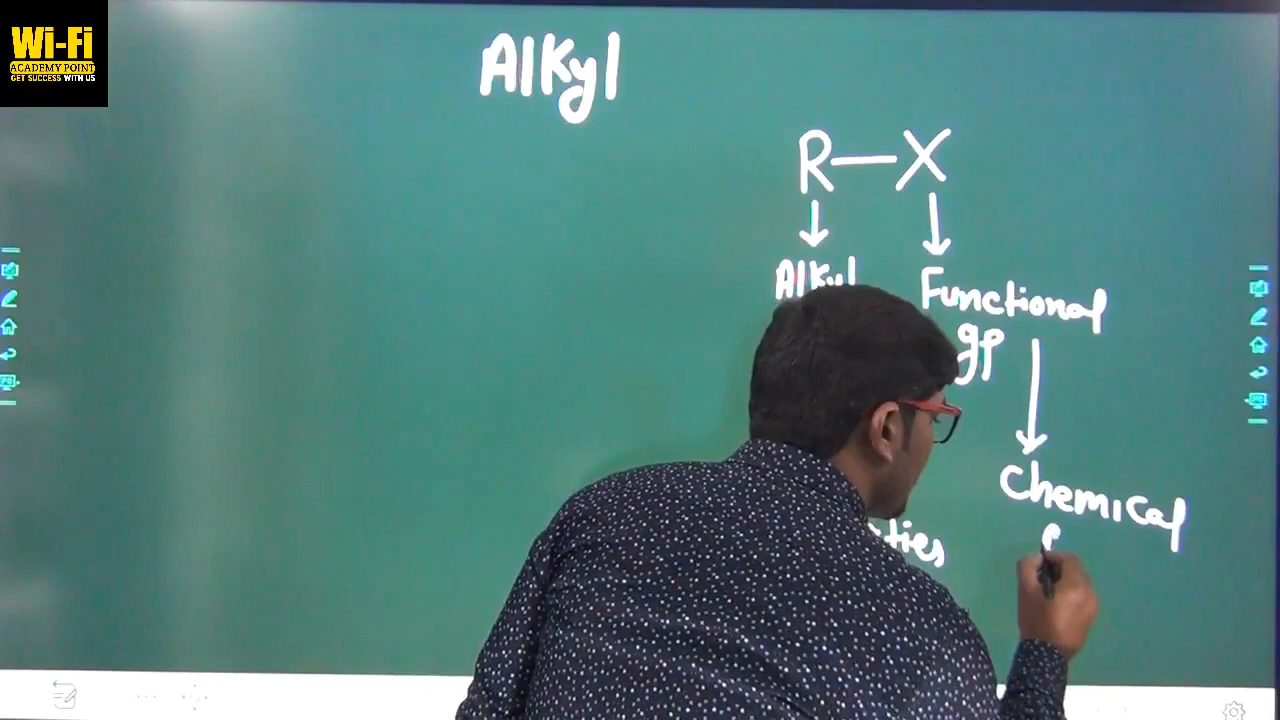 Wi-Fi
ACADEMY POINT
GET SUCCESS WITH US
Alkyl
R—X
Alkyl
Functional
gp
Chemical